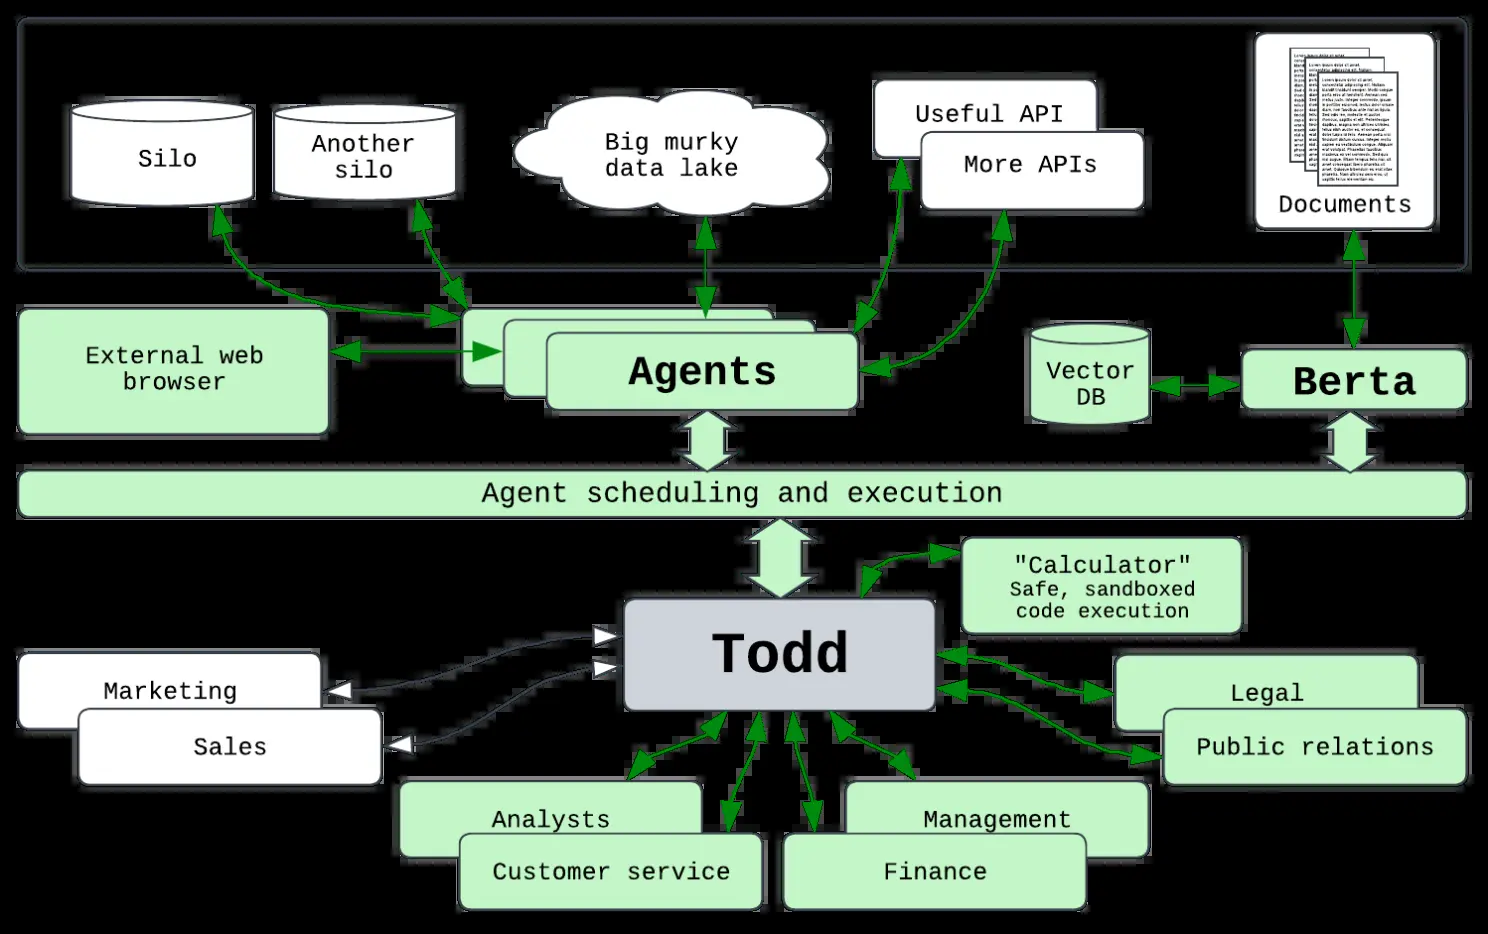 Silo
Another
silo
Big murky
data lake
Useful API
More APIs
Documents
External web
browser
Agents
Vector
DB
Berta
Agent scheduling and execution
"Calculator"
Safe, sandboxed
code execution
Todd
Marketing
Sales
Legal
Public relations
Analysts
Customer service
Management
Finance